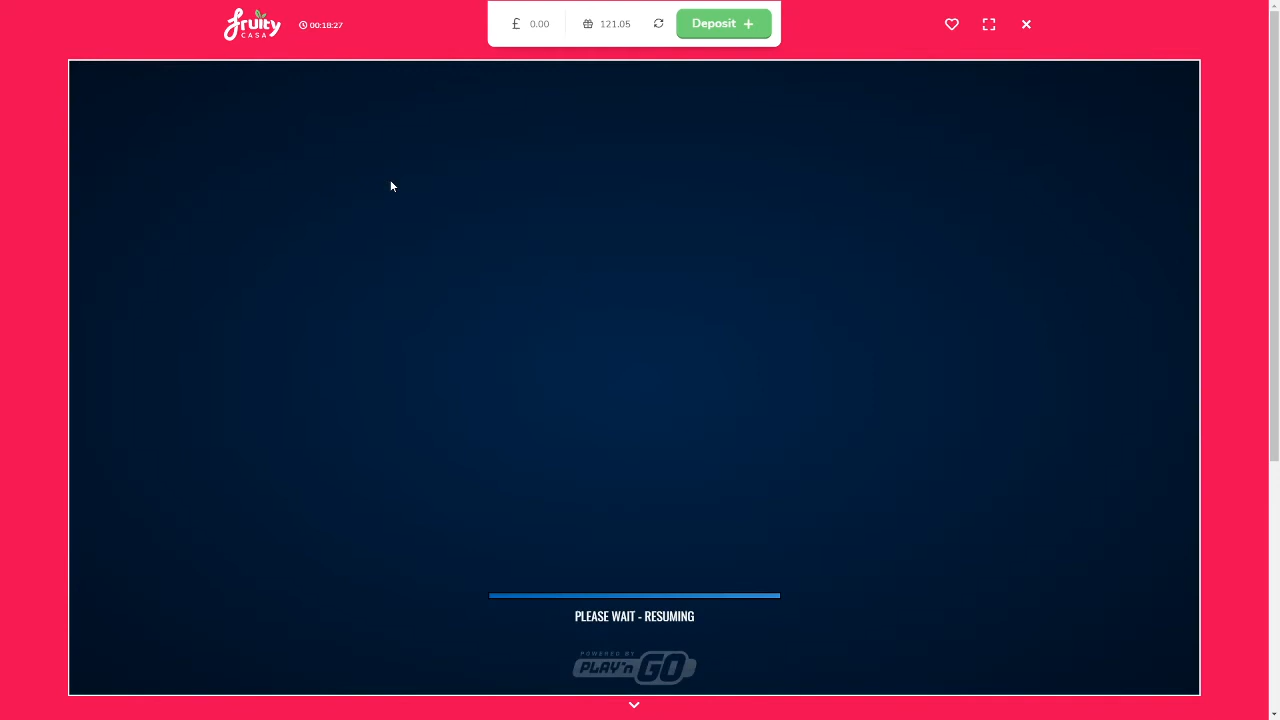 fruity
CASA
00:18:27
£ 0.00
121.05
Deposit +
PLEASE WAIT - RESUMING
POWERED BY
PLAY'n GO